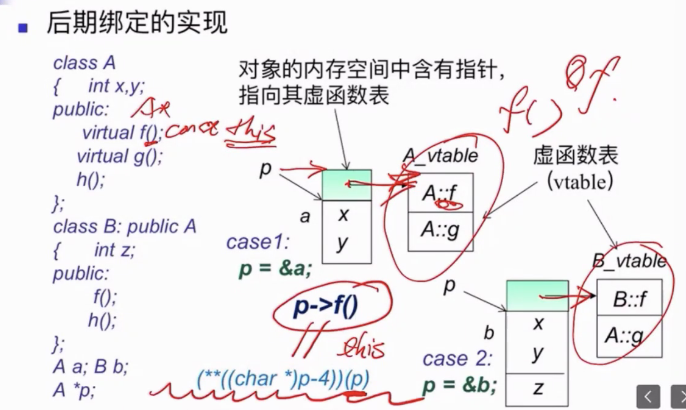 ■ 后期绑定的实现
class A
{ int x,y;
public:
virtual f();
virtual g();
h();
};
class B: public A
{ int z;
public:
f();
h();
};
A a; B b;
A *p;
A* const this
对象的内存空间中含有指针,
指向其虚函数表
f()
p
a
x
y
A_vtable
A::f
A::g
虚函数表
(vtable)
case1:
p = &a;
p->f()
this
(**((char *)p-4))(p)
p
b
x
y
z
B_vtable
B::f
A::g
case 2:
p = &b;